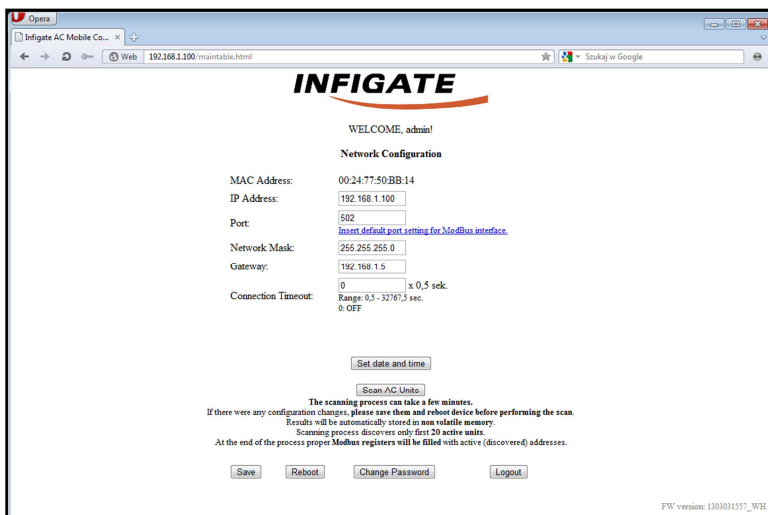 Opera
Infigate AC Mobile Co...
Web 192.168.1.100/maintable.html Szukaj w Google
INFIGATE
WELCOME, admin!
Network Configuration
MAC Address: 00:24:77:50:BB:14
IP Address: 192.168.1.100
Port: 502
Insert default port setting for ModBus interface.
Network Mask: 255.255.255.0
Gateway: 192.168.1.5
Connection Timeout: 0 x 0,5 sek.
Range: 0,5 - 32767,5 sec.
0: OFF
Set date and time
Scan AC Units
The scanning process can take a few minutes.
If there were any configuration changes, please save them and reboot device before performing the scan.
Results will be automatically stored in non volatile memory.
Scanning process discovers only first 20 active units.
At the end of the process proper Modbus registers will be filled with active (discovered) addresses.
Save Reboot Change Password Logout
FW version: 1303031557_WH